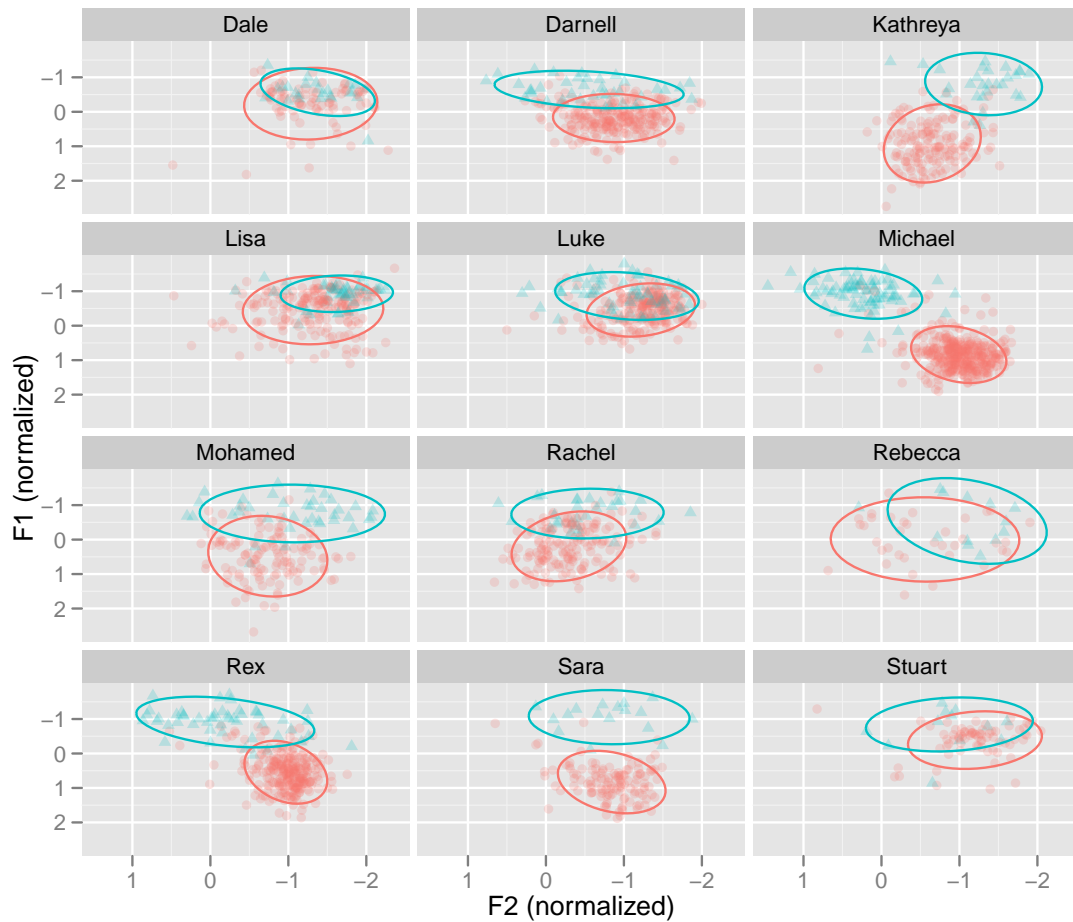 Dale Darnell Kathreya
−1
0
1
2
Lisa Luke Michael
−1
0
1
2
F1 (normalized)
Mohamed Rachel Rebecca
−1
0
1
2
Rex Sara Stuart
−1
0
1
2
1 0 −1 −2 1 0 −1 −2 1 0 −1 −2
F2 (normalized)